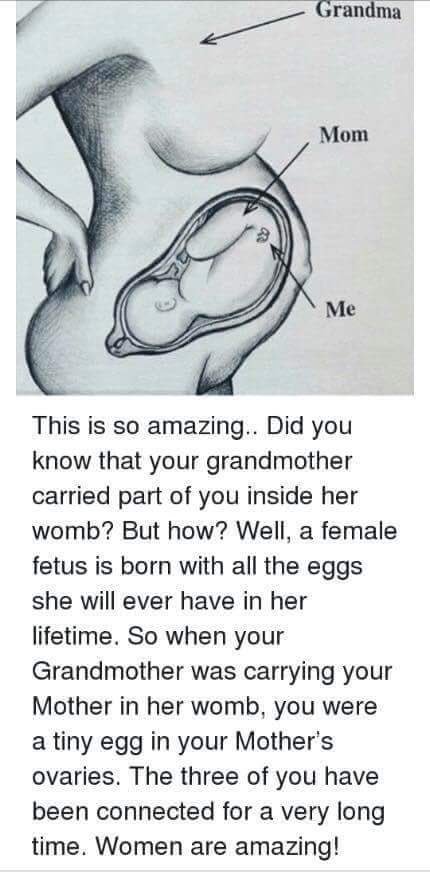 Grandma
Mom
Me
This is so amazing.. Did you
know that your grandmother
carried part of you inside her
womb? But how? Well, a female
fetus is born with all the eggs
she will ever have in her
lifetime. So when your
Grandmother was carrying your
Mother in her womb, you were
a tiny egg in your Mother's
ovaries. The three of you have
been connected for a very long
time. Women are amazing!